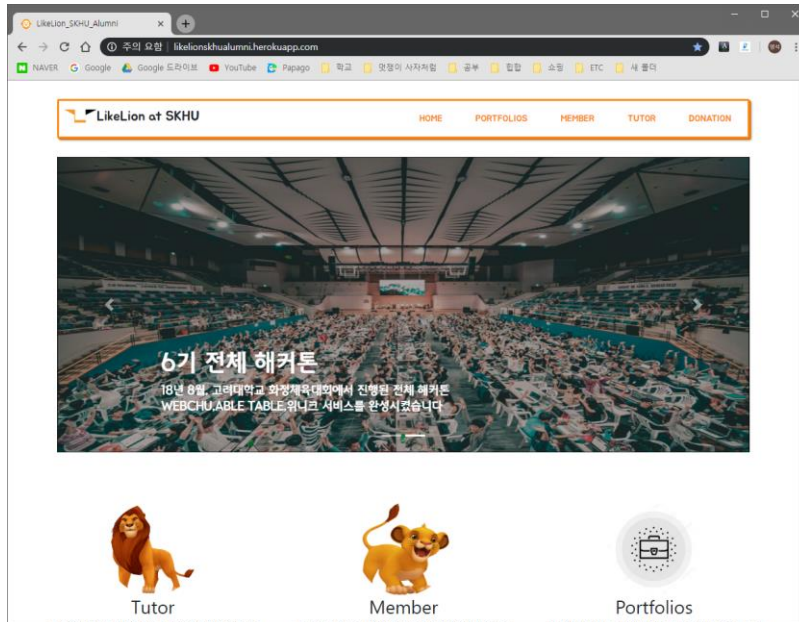 LikeLion_SKHU_Alumni
주의 요함 | likelionskhualumni.herokuapp.com
NAVER Google Google 드라이브 YouTube Papago 학교 멋쟁이 사자처럼 공부 힙합 쇼핑 ETC 새 폴더
LikeLion at SKHU HOME PORTFOLIOS MEMBER TUTOR DONATION
6기 전체 해커톤
18년 8월, 고려대학교 화정체육대회에서 진행된 전체 해커톤
WEBCHU,ABLE TABLE,위니크 서비스를 완성시켰습니다
Tutor Member Portfolios